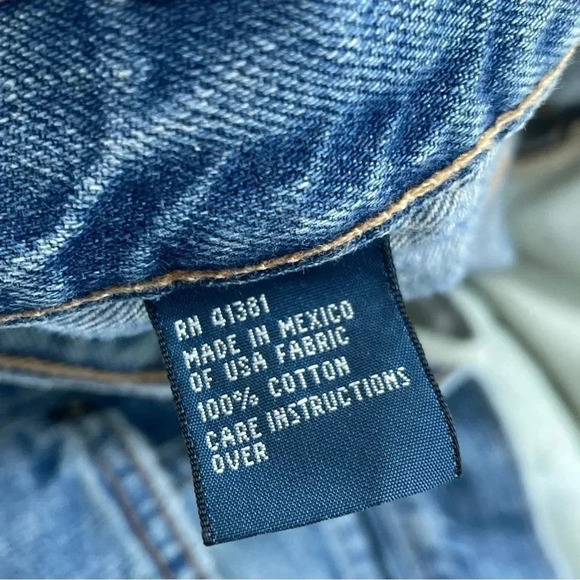 RN 41381
MADE IN MEXICO
OF USA FABRIC
100% COTTON
CARE INSTRUCTIONS
OVER